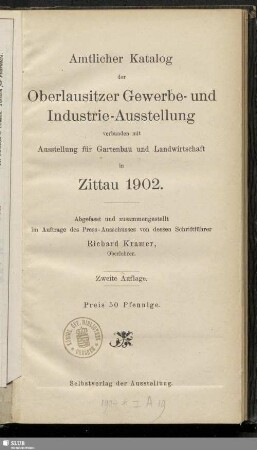 Amtlicher Katalog
der
Oberlausitzer Gewerbe- und
Industrie-Ausstellung
verbunden mit
Ausstellung für Gartenbau und Landwirtschaft
in
Zittau 1902.
Abgefasst und zusammengestellt
im Auftrage des Press-Ausschusses von dessen Schriftführer
Richard Kramer,
Oberlehrer.
Zweite Auflage.
Preis 50 Pfennige.
Selbstverlag der Ausstellung.
SLUB